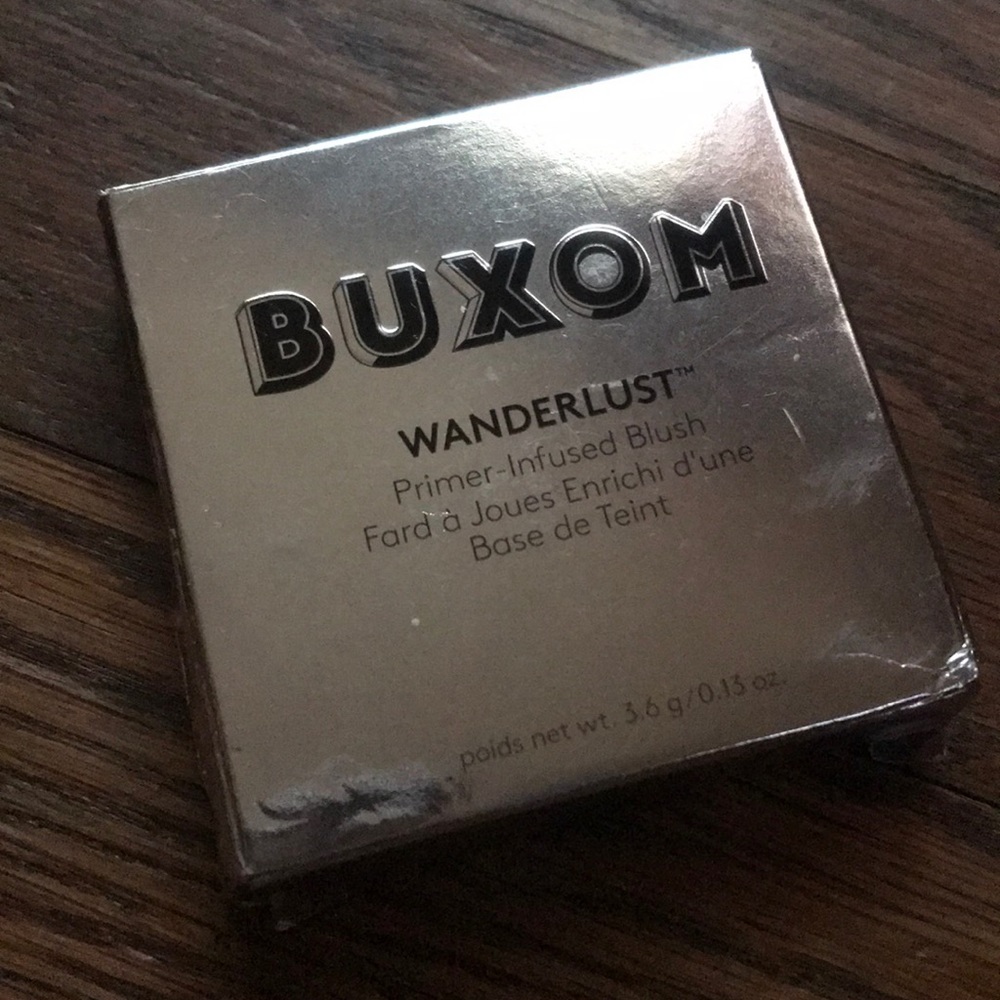 BUXOM
WANDERLUST™
Primer-Infused Blush
Fard à Joues Enrichi d'une
Base de Teint
poids net wt. 3.6 g/0.13 oz.